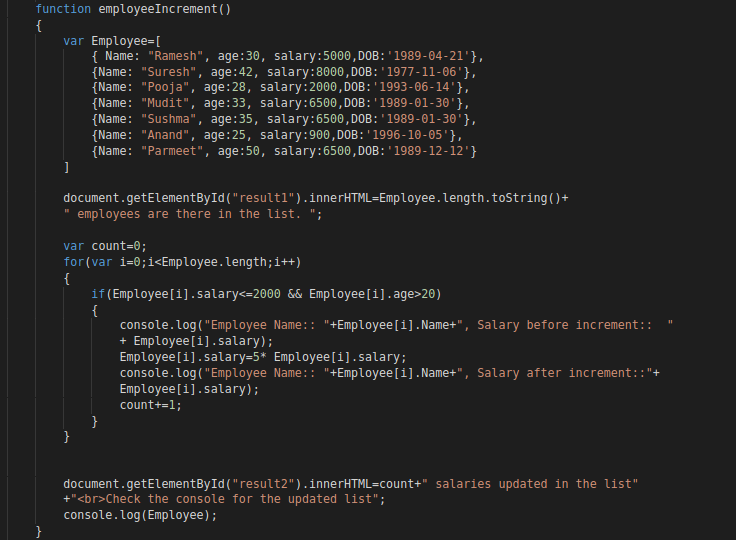 function employeeIncrement()
{
var Employee=[
{ Name: "Ramesh", age:30, salary:5000,DOB:'1989-04-21'},
{Name: "Suresh", age:42, salary:8000,DOB:'1977-11-06'},
{Name: "Pooja", age:28, salary:2000,DOB:'1993-06-14'},
{Name: "Mudit", age:33, salary:6500,DOB:'1989-01-30'},
{Name: "Sushma", age:35, salary:6500,DOB:'1989-01-30'},
{Name: "Anand", age:25, salary:900,DOB:'1996-10-05'},
{Name: "Parmeet", age:50, salary:6500,DOB:'1989-12-12'}
]
document.getElementById("result1").innerHTML=Employee.length.toString()+
" employees are there in the list. ";
var count=0;
for(var i=0;i<Employee.length;i++)
{
if(Employee[i].salary<=2000 && Employee[i].age>20)
{
console.log("Employee Name:: "+Employee[i].Name+", Salary before increment::  "
+ Employee[i].salary);
Employee[i].salary=5* Employee[i].salary;
console.log("Employee Name:: "+Employee[i].Name+", Salary after increment::"+
Employee[i].salary);
count+=1;
}
}
document.getElementById("result2").innerHTML=count+" salaries updated in the list"
+"<br>Check the console for the updated list";
console.log(Employee);
}